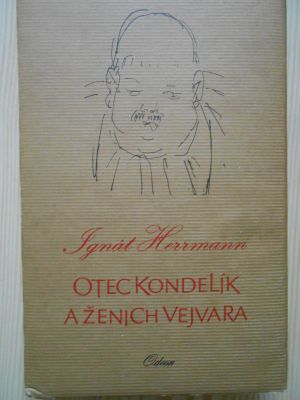 Ignát Herrmann
OTEC KONDELÍK
A ŽENICH VEJVARA
Odeon